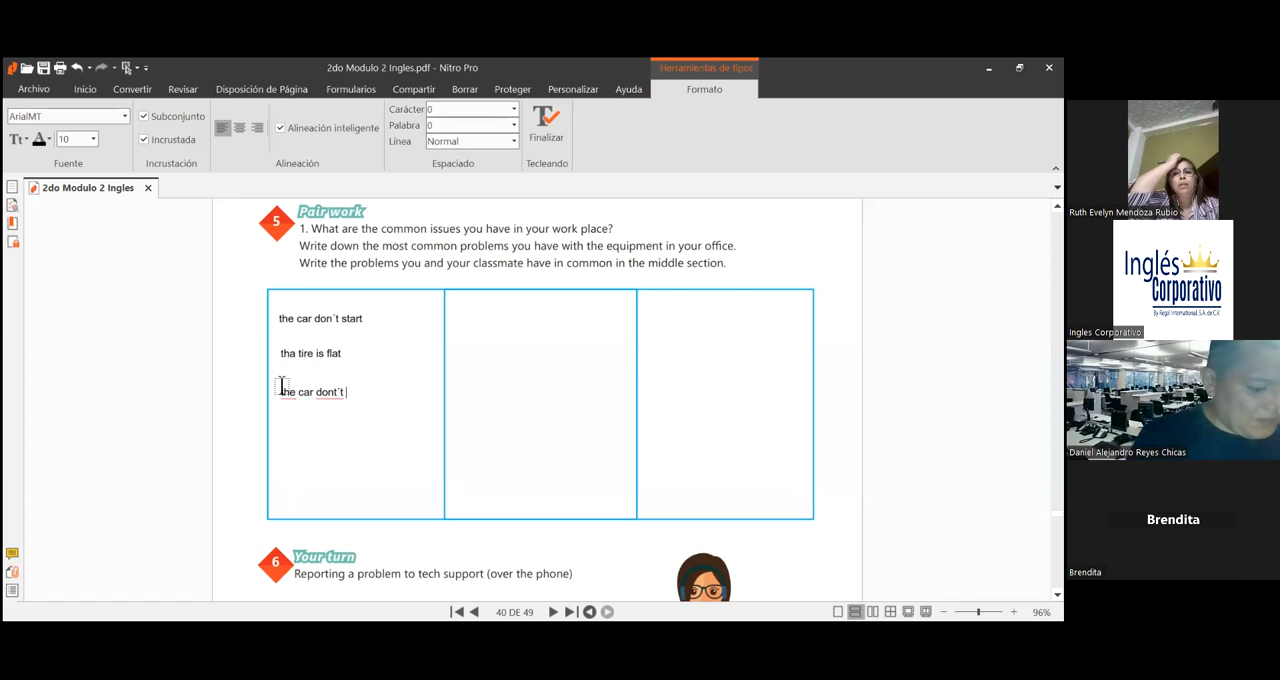 2do Modulo 2 Ingles.pdf - Nitro Pro
Herramientas de tipos
Archivo Inicio Convertir Revisar Disposición de Página Formularios Compartir Borrar Proteger Personalizar Ayuda Formato
ArialMT
Subconjunto
Carácter 0
Tt A 10
Incrustada
Alineación inteligente
Palabra 0
Línea Normal
Finalizar
Fuente Incrustación Alineación Espaciado Tecleando
2do Modulo 2 Ingles
5 Pair work
1. What are the common issues you have in your work place?
Write down the most common problems you have with the equipment in your office.
Write the problems you and your classmate have in common in the middle section.
the car don´t start
tha tire is flat
the car dont´t
6 Your turn
Reporting a problem to tech support (over the phone)
40 DE 49
96%
Ruth Evelyn Mendoza Rubio
Inglés
Corporativo
By Regal International, S.A. de C.V.
Ingles Corporativo
Daniel Alejandro Reyes Chicas
Brendita
Brendita